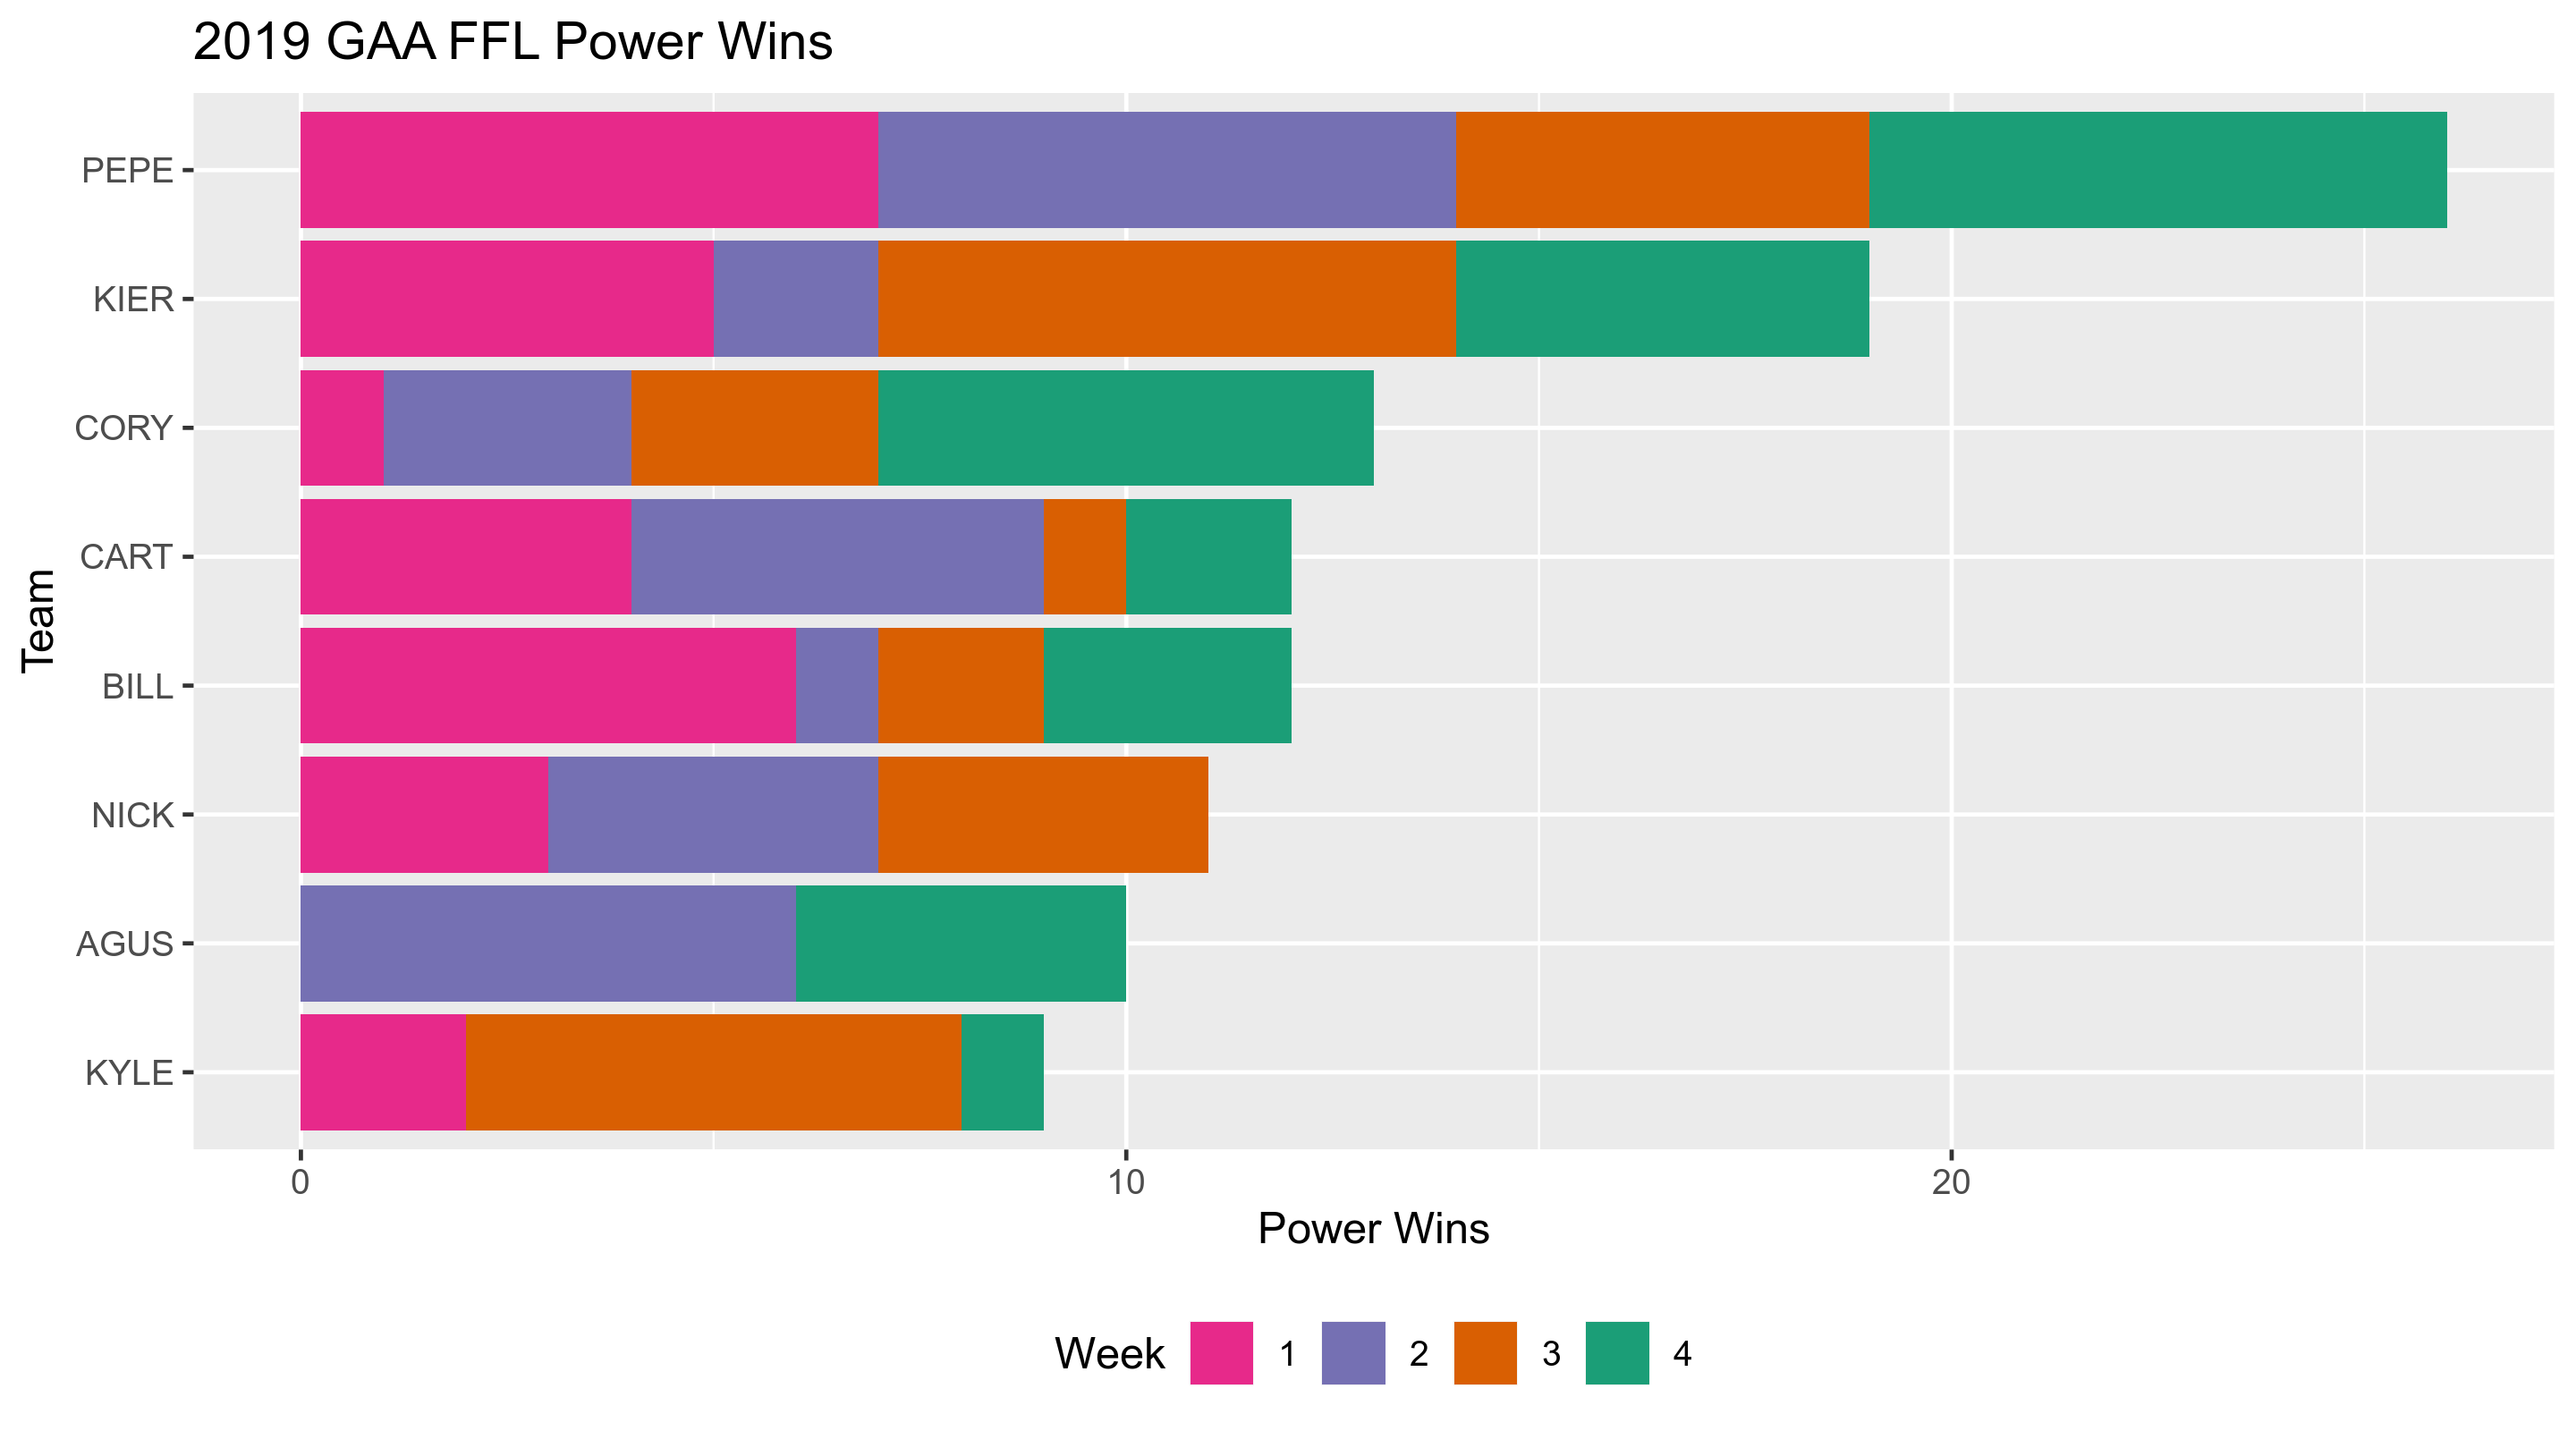 2019 GAA FFL Power Wins
Team
PEPE
KIER
CORY
CART
BILL
NICK
AGUS
KYLE
0 10 20
Power Wins
Week 1 2 3 4